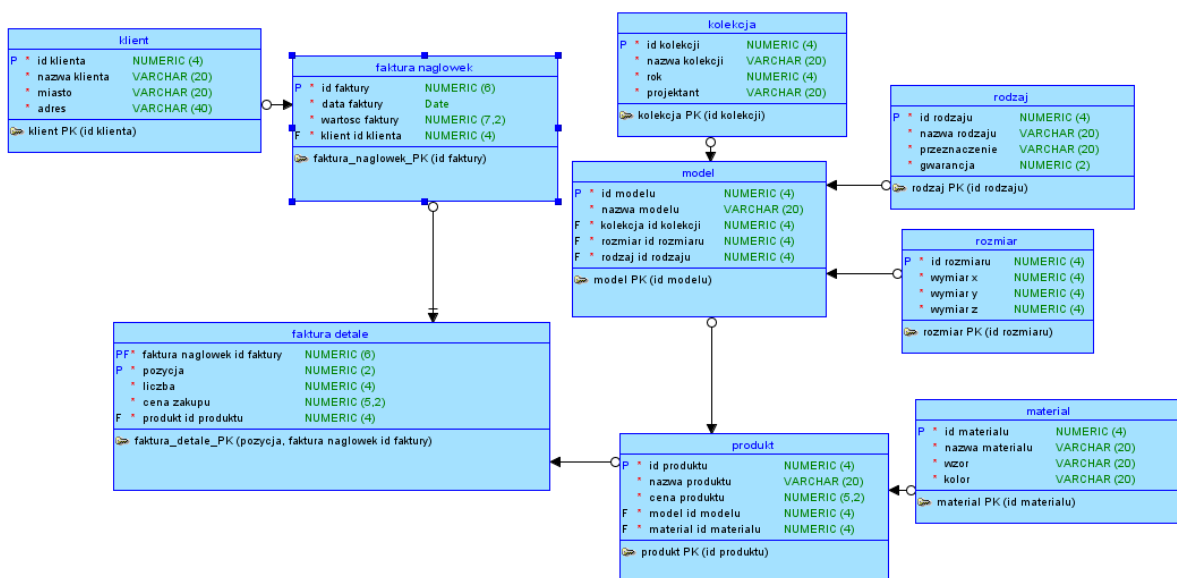 klient
P * id klienta NUMERIC (4)
* nazwa klienta VARCHAR (20)
* miasto VARCHAR (20)
* adres VARCHAR (40)
klient PK (id klienta)
faktura naglowek
P * id faktury NUMERIC (6)
* data faktury Date
* wartosc faktury NUMERIC (7,2)
F * klient id klienta NUMERIC (4)
faktura_naglowek_PK (id faktury)
kolekcja
P * id kolekcji NUMERIC (4)
* nazwa kolekcji VARCHAR (20)
* rok NUMERIC (4)
* projektant VARCHAR (20)
kolekcja PK (id kolekcji)
rodzaj
P * id rodzaju NUMERIC (4)
* nazwa rodzaju VARCHAR (20)
* przeznaczenie VARCHAR (20)
* gwarancja NUMERIC (2)
rodzaj PK (id rodzaju)
model
P * id modelu NUMERIC (4)
* nazwa modelu VARCHAR (20)
F * kolekcja id kolekcji NUMERIC (4)
F * rozmiar id rozmiaru NUMERIC (4)
F * rodzaj id rodzaju NUMERIC (4)
model PK (id modelu)
rozmiar
P * id rozmiaru NUMERIC (4)
* wymiar x NUMERIC (4)
* wymiar y NUMERIC (4)
* wymiar z NUMERIC (4)
rozmiar PK (id rozmiaru)
faktura detale
PF* faktura naglowek id faktury NUMERIC (6)
P * pozycja NUMERIC (2)
* liczba NUMERIC (4)
* cena zakupu NUMERIC (5,2)
F * produkt id produktu NUMERIC (4)
faktura_detale_PK (pozycja, faktura naglowek id faktury)
produkt
P * id produktu NUMERIC (4)
* nazwa produktu VARCHAR (20)
* cena produktu NUMERIC (5,2)
F * model id modelu NUMERIC (4)
F * material id materialu NUMERIC (4)
produkt PK (id produktu)
material
P * id materialu NUMERIC (4)
* nazwa materialu VARCHAR (20)
* wzor VARCHAR (20)
* kolor VARCHAR (20)
material PK (id materialu)